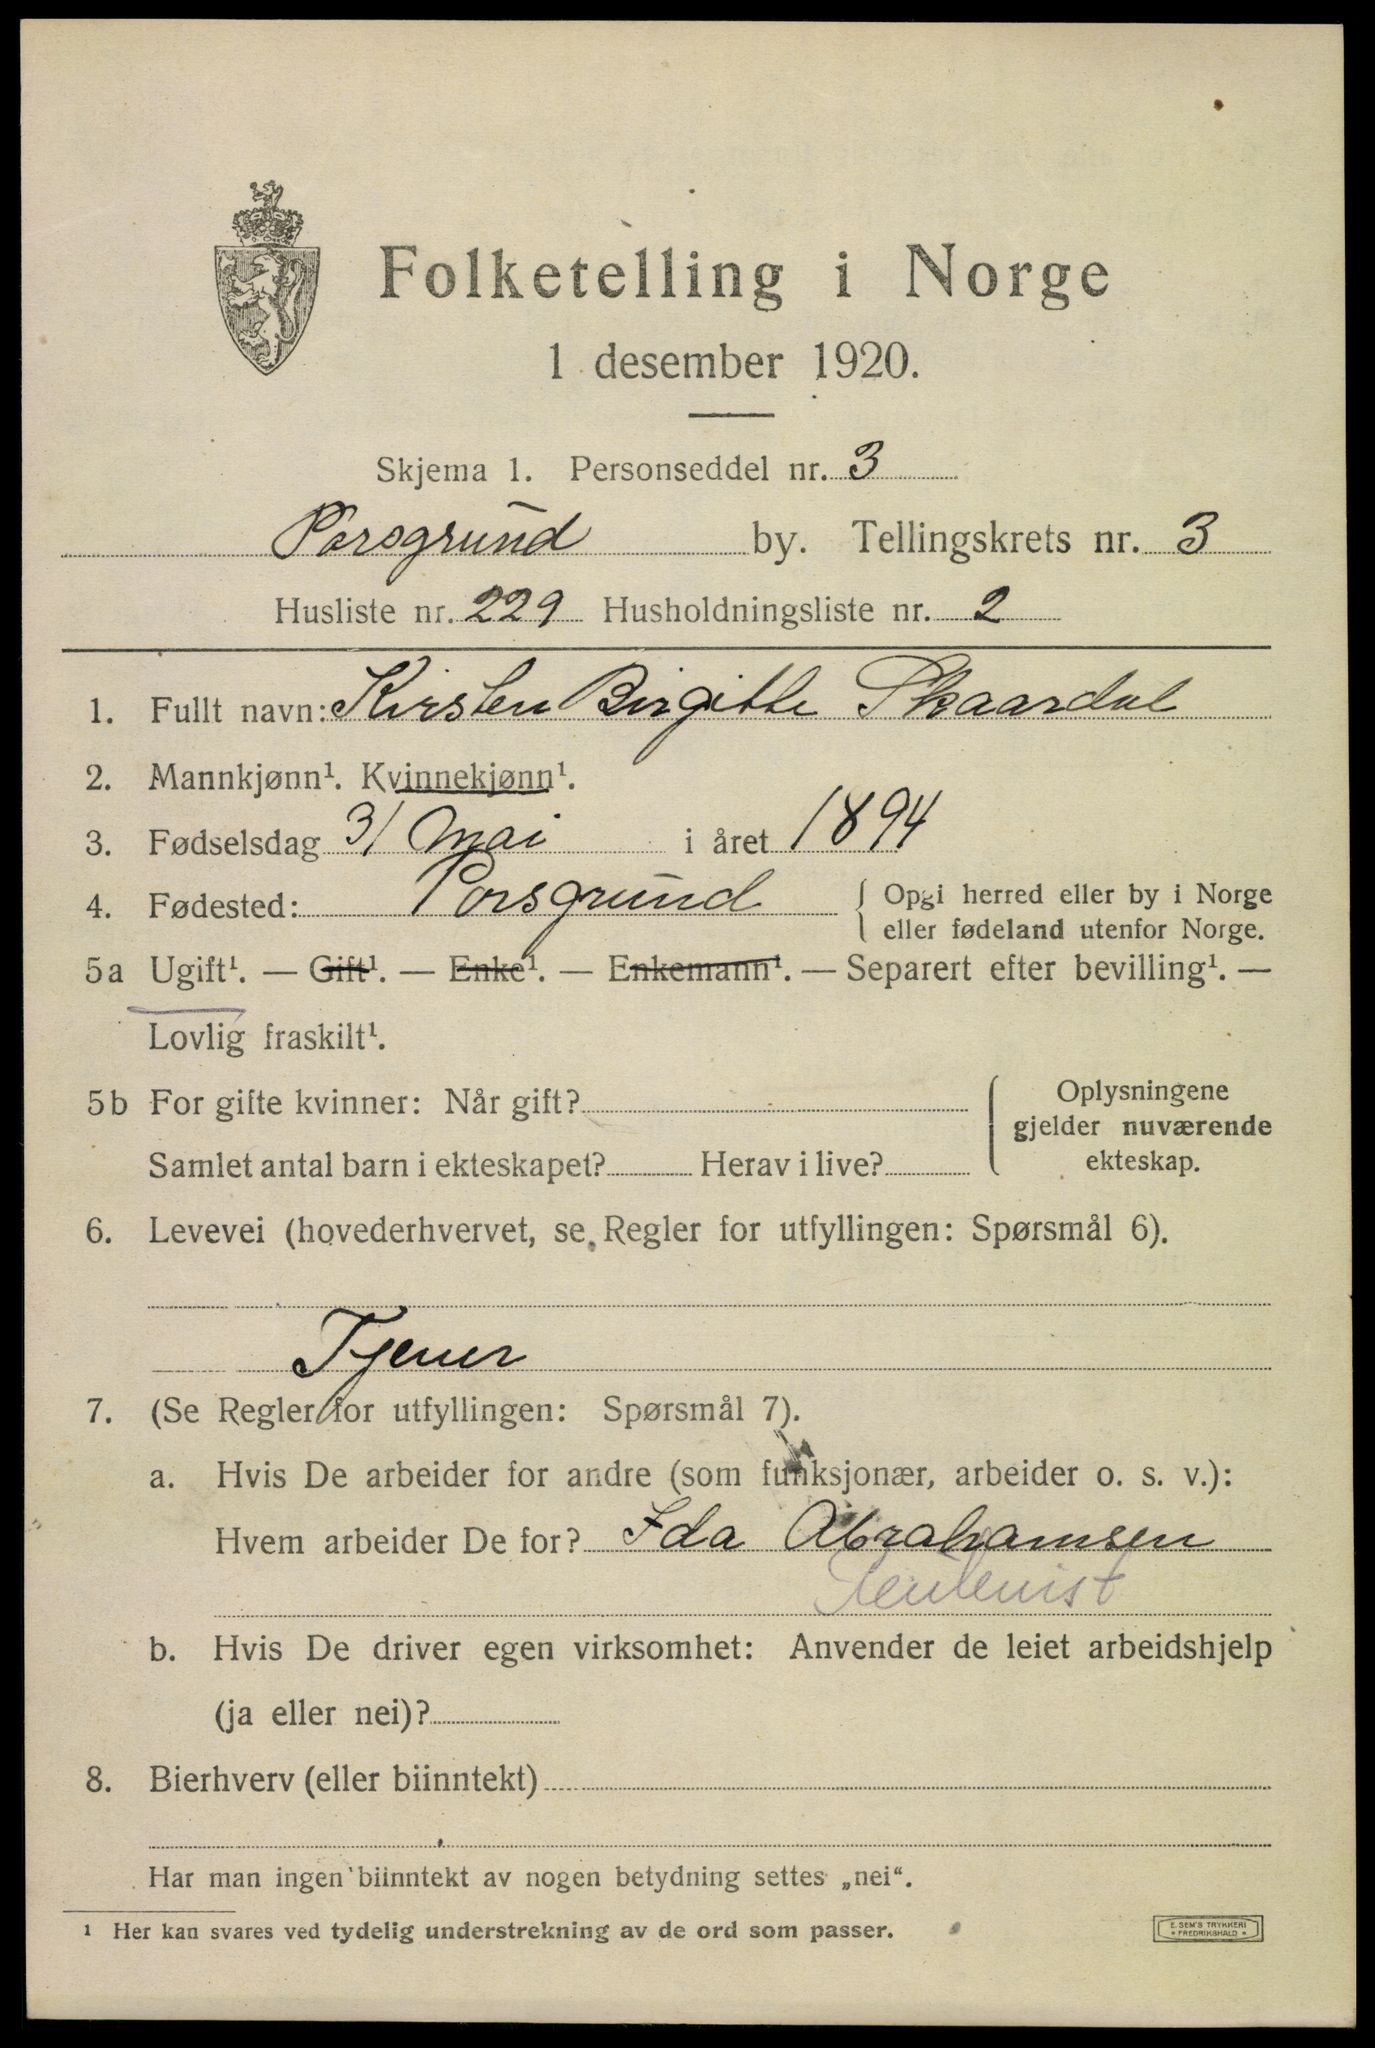 Folketelling i Norge
1 desember 1920.
Skjema 1. Personseddel nr. 3
Porsgrund by. Tellingskrets nr. 3
Husliste nr. 229 Husholdningsliste nr. 2
1. Fullt navn: Kirsten Birgitte Skaardal
2. Mannkjønn¹. Kvinnekjønn¹.
3. Fødselsdag 31 Mai i året 1894
4. Fødested: Porsgrund { Opgi herred eller by i Norge
eller fødeland utenfor Norge.
5a Ugift¹. — Gift¹. — Enke¹. — Enkemann¹. — Separert efter bevilling¹. —
Lovlig fraskilt¹.
5b For gifte kvinner: Når gift? { Oplysningene
gjelder nuværende
Samlet antal barn i ekteskapet? Herav i live? ekteskap.
6. Levevei (hovederhvervet, se Regler for utfyllingen: Spørsmål 6).
Tjener
7. (Se Regler for utfyllingen: Spørsmål 7).
a. Hvis De arbeider for andre (som funksjonær, arbeider o. s. v.):
Hvem arbeider De for? Ida Abrahamsen
b. Hvis De driver egen virksomhet: Anvender de leiet arbeidshjelp
(ja eller nei)?
8. Bierhverv (eller biinntekt)
Har man ingen biinntekt av nogen betydning settes „nei“.
¹ Her kan svares ved tydelig understrekning av de ord som passer.
E. SEM'S TRYKKERI
* FREDRIKSHALD *